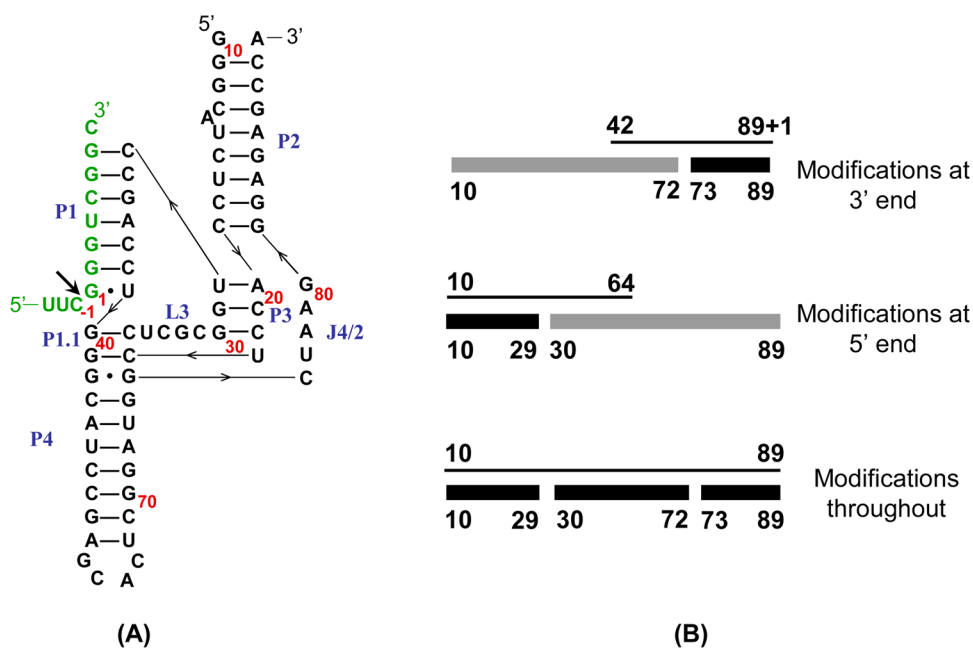 5’
G 10 A 3’
G C
G C
A C G
U A P2
C G
U A
C G
C G
3’
C
G C
G C
C G
P1 U A
G C
G C
G 1 U
5’ UUC -1
U A 20 G 80
G C P3 A
L3
P1.1 G 40 C U C G C G 30 C A J4/2
G C U U
G G C
C G
A U
P4 U A
C G
C G 70
G C
A U
G C
C A
(A)
42 89+1
10 72 73 89
Modifications at
3’ end
10 64
10 29 30 89
Modifications at
5’ end
10 89
10 29 30 72 73 89
Modifications
throughout
(B)